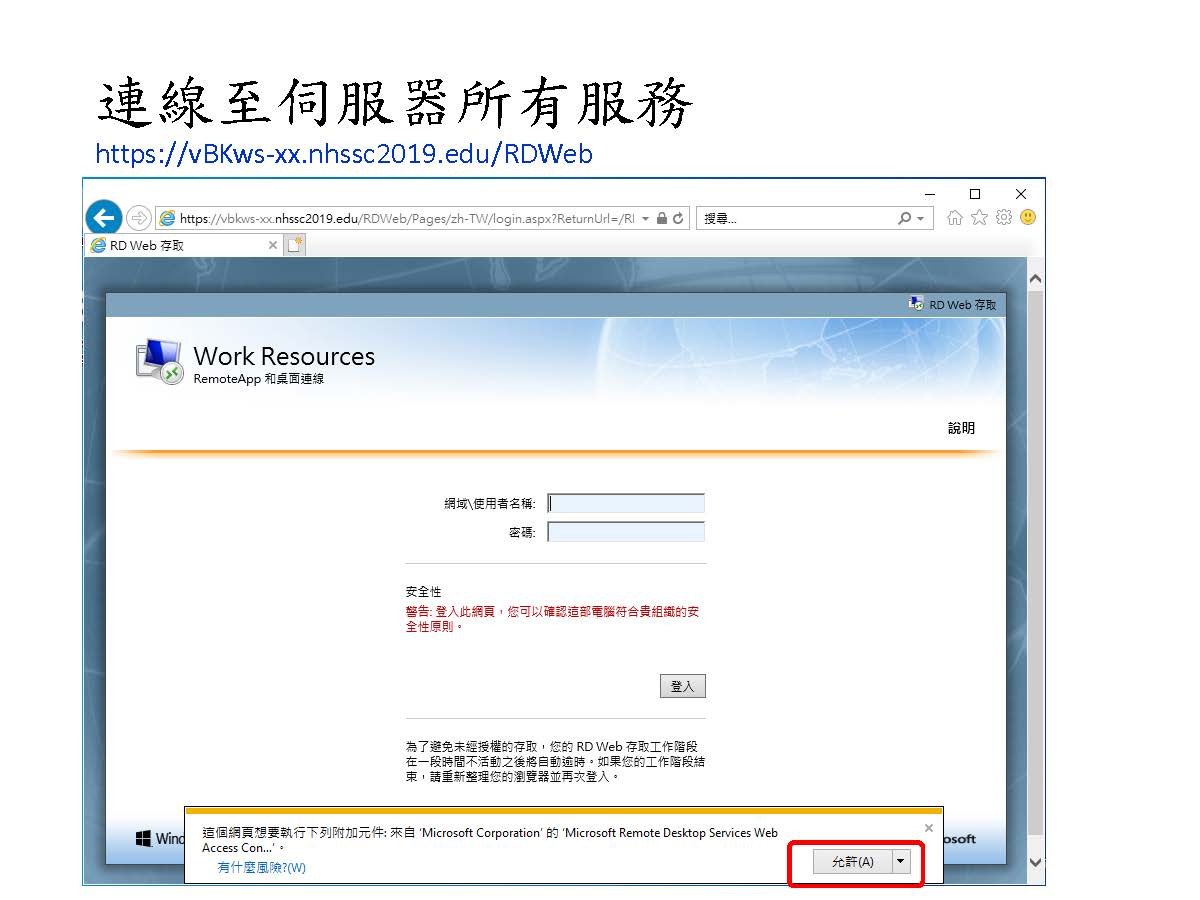 連線至伺服器所有服務
https://vBKws-xx.nhssc2019.edu/RDWeb
https://vbkws-xx.nhssc2019.edu/RDWeb/Pages/zh-TW/login.aspx?ReturnUrl=/RI
搜尋...
RD Web 存取
RD Web 存取
Work Resources
RemoteApp 和桌面連線
說明
網域\使用者名稱:
密碼:
安全性
警告: 登入此網頁，您可以確認這部電腦符合貴組織的安
全性原則。
登入
為了避免未經授權的存取，您的 RD Web 存取工作階段
在一段時間不活動之後將自動逾時。如果您的工作階段結
束，請重新整理您的瀏覽器並再次登入。
這個網頁想要執行下列附加元件: 來自 'Microsoft Corporation' 的 'Microsoft Remote Desktop Services Web
Access Con...'。
有什麼風險?(W)
允許(A)
Wind
osoft